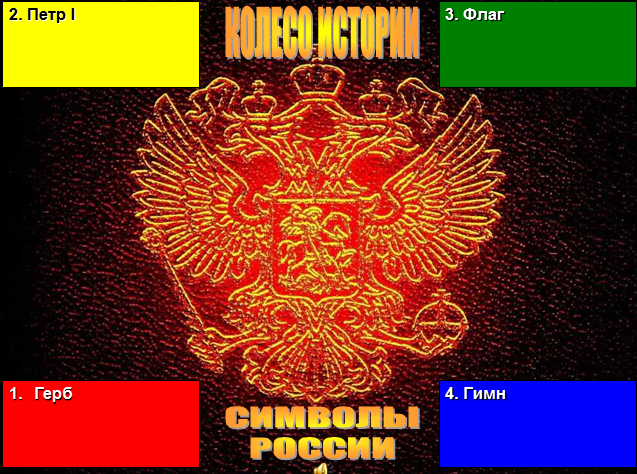 2. Петр I
КОЛЕСО ИСТОРИИ
3. Флаг
1. Герб
СИМВОЛЫ
РОССИИ
4. Гимн